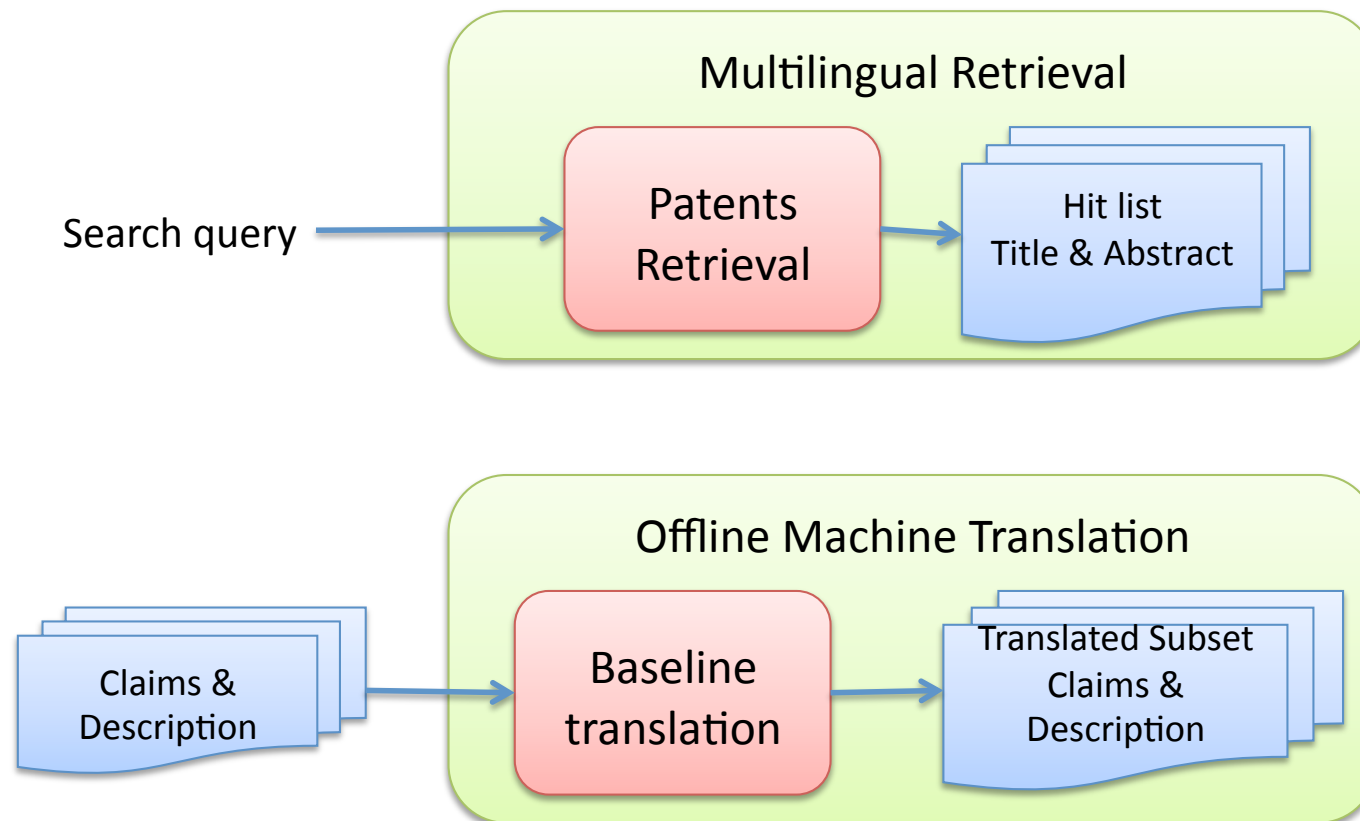 Multilingual Retrieval
Search query
Patents
Retrieval
Hit list
Title & Abstract
Offline Machine Translation
Claims &
Description
Baseline
translation
Translated Subset
Claims &
Description